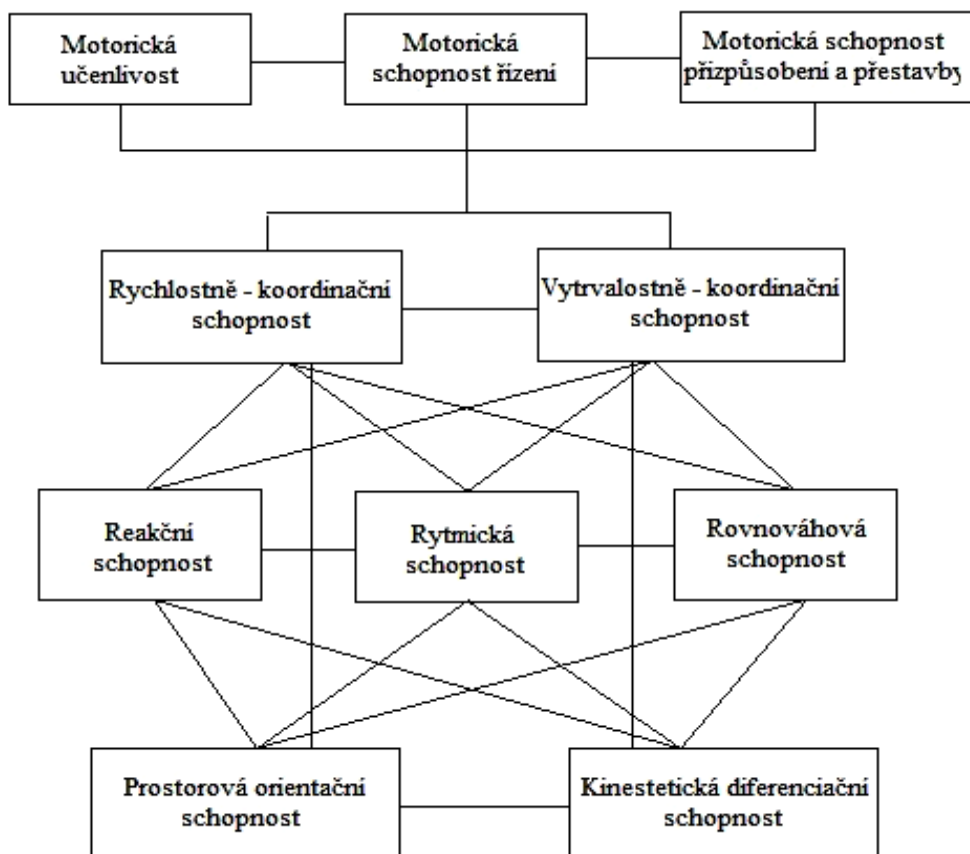 Motorická
učenlivost
Motorická
schopnost řízení
Motorická schopnost
přizpůsobení a přestavby
Rychlostně - koordinační
schopnost
Vytrvalostně - koordinační
schopnost
Reakční
schopnost
Rytmická
schopnost
Rovnováhová
schopnost
Prostorová orientační
schopnost
Kinestetická diferenciační
schopnost